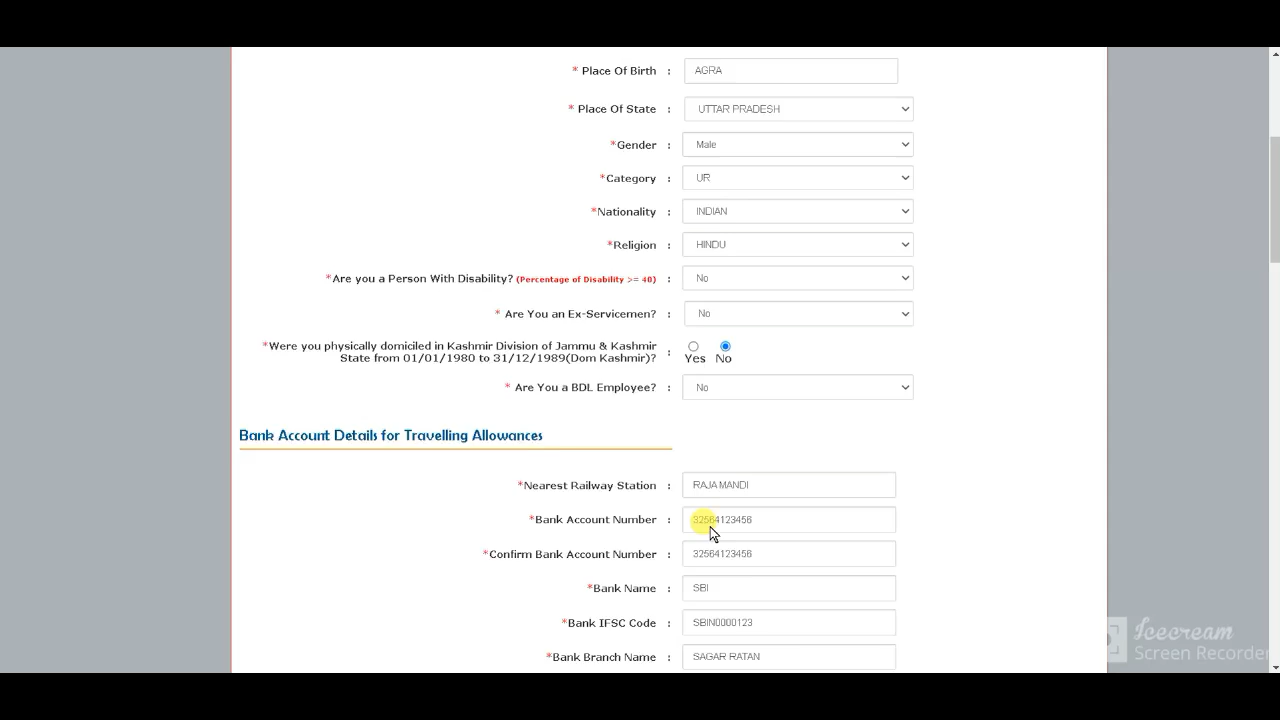 * Place Of Birth : AGRA
* Place Of State : UTTAR PRADESH
*Gender : Male
*Category : UR
*Nationality : INDIAN
*Religion : HINDU
*Are you a Person With Disability? (Percentage of Disability >= 40) : No
* Are You an Ex-Servicemen? : No
*Were you physically domiciled in Kashmir Division of Jammu & Kashmir
State from 01/01/1980 to 31/12/1989(Dom Kashmir)? : Yes No
* Are You a BDL Employee? : No
Bank Account Details for Travelling Allowances
*Nearest Railway Station : RAJA MANDI
*Bank Account Number : 32564123456
*Confirm Bank Account Number : 32564123456
*Bank Name : SBI
*Bank IFSC Code : SBIN0000123
*Bank Branch Name : SAGAR RATAN
Icecream
Screen Recorder